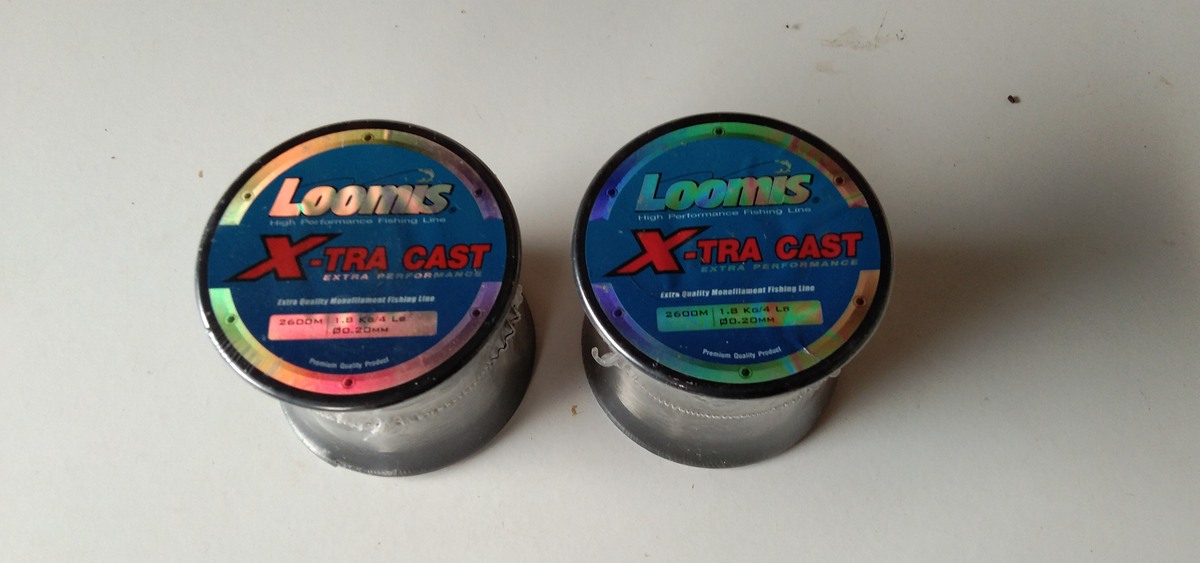 Loomis®
High Performance Fishing Line
X-TRA CAST
EXTRA PERFORMANCE
Extra Quality Monofilament Fishing Line
2600M 1.8 Kg/4 Lb
Ø0.20mm
Premium Quality Product
Loomis
High Performance Fishing Line
X-TRA CAST
EXTRA PERFORMANCE
Extra Quality Monofilament Fishing Line
2600M 1.8 Kg/4 Lb
Ø0.20mm
Premium Quality Product